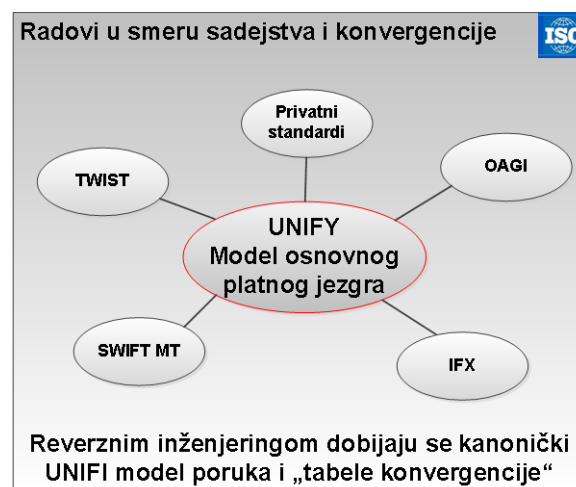 Radovi u smeru sadejstva i konvergencije
ISO
Privatni
standardi
TWIST
OAGI
UNIFY
Model osnovnog
platnog jezgra
SWIFT MT
IFX
Reverznim inženjeringom dobijaju se kanonički
UNIFI model poruka i „tabele konvergencije“